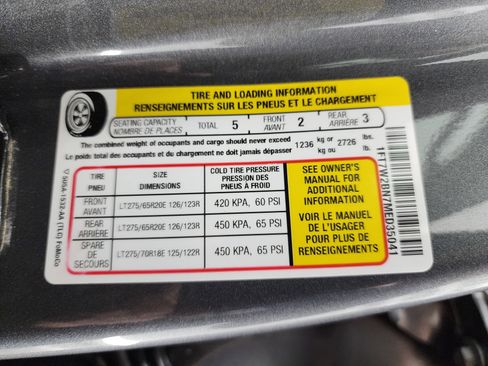 TIRE AND LOADING INFORMATION
RENSEIGNEMENTS SUR LES PNEUS ET LE CHARGEMENT
SEATING CAPACITY
NOMBRE DE PLACES
TOTAL 5
FRONT
AVANT 2
REAR
ARRIÈRE 3
The combined weight of occupants and cargo should never exceed 1236 kg or 2726 lbs.
Le poids total des occupants et du chargement ne doit jamais dépasser kg ou lb.
TIRE
PNEU
SIZE
DIMENSIONS
COLD TIRE PRESSURE
PRESSION DES
PNEUS À FROID
FRONT
AVANT
LT275/65R20E 126/123R
420 KPA, 60 PSI
REAR
ARRIÈRE
LT275/65R20E 126/123R
450 KPA, 65 PSI
SPARE
DE
SECOURS
LT275/70R18E 125/122R
450 KPA, 65 PSI
SEE OWNER'S
MANUAL FOR
ADDITIONAL
INFORMATION
VOIR LE MANUEL
DE L'USAGER
POUR PLUS DE
RENSEIGNEMENTS
1FT7W2BN7MED35041